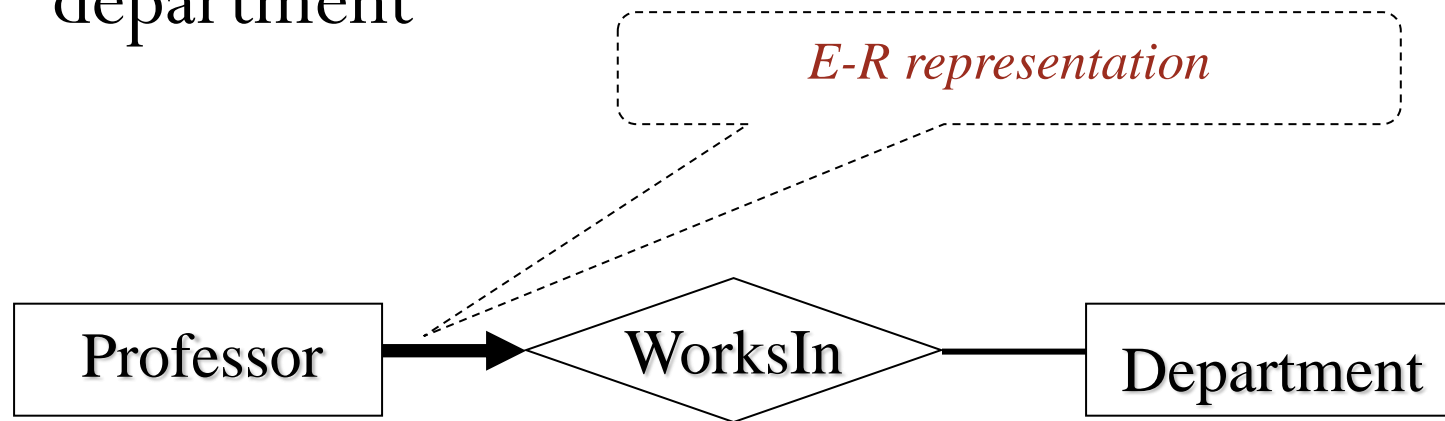 department
E-R representation
Professor
WorksIn
Department